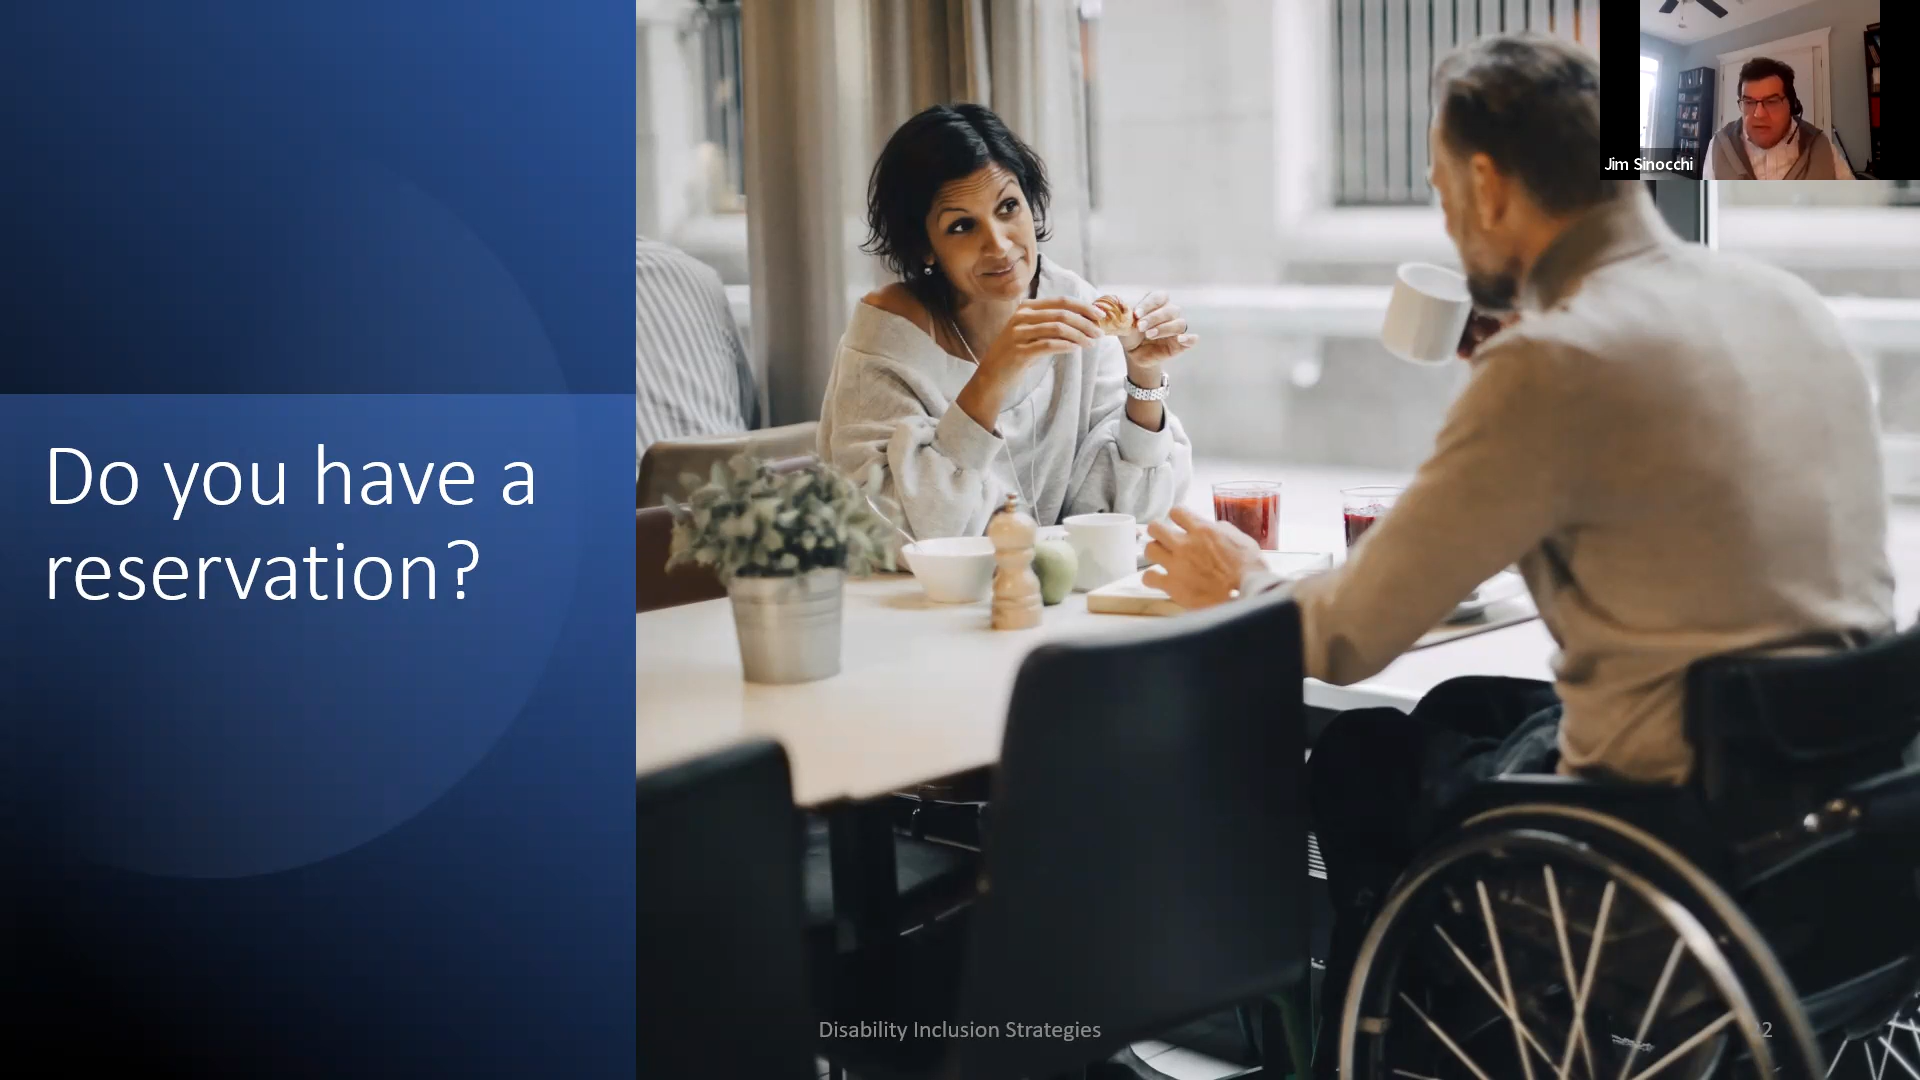 Jim Sinocchi
Do you have a
reservation?
Disability Inclusion Strategies